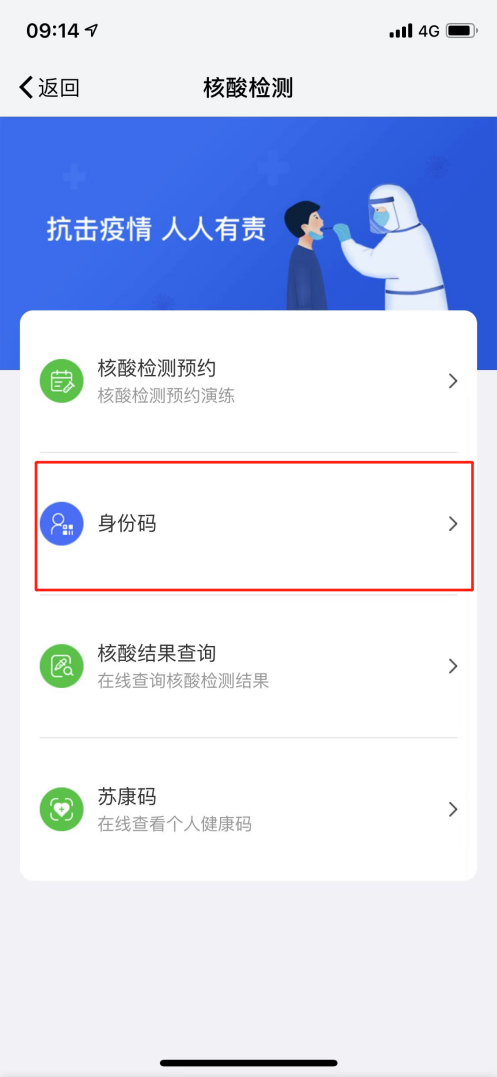 09:14
4G
返回
核酸检测
抗击疫情 人人有责
核酸检测预约
核酸检测预约演练
身份码
核酸结果查询
在线查询核酸检测结果
苏康码
在线查看个人健康码